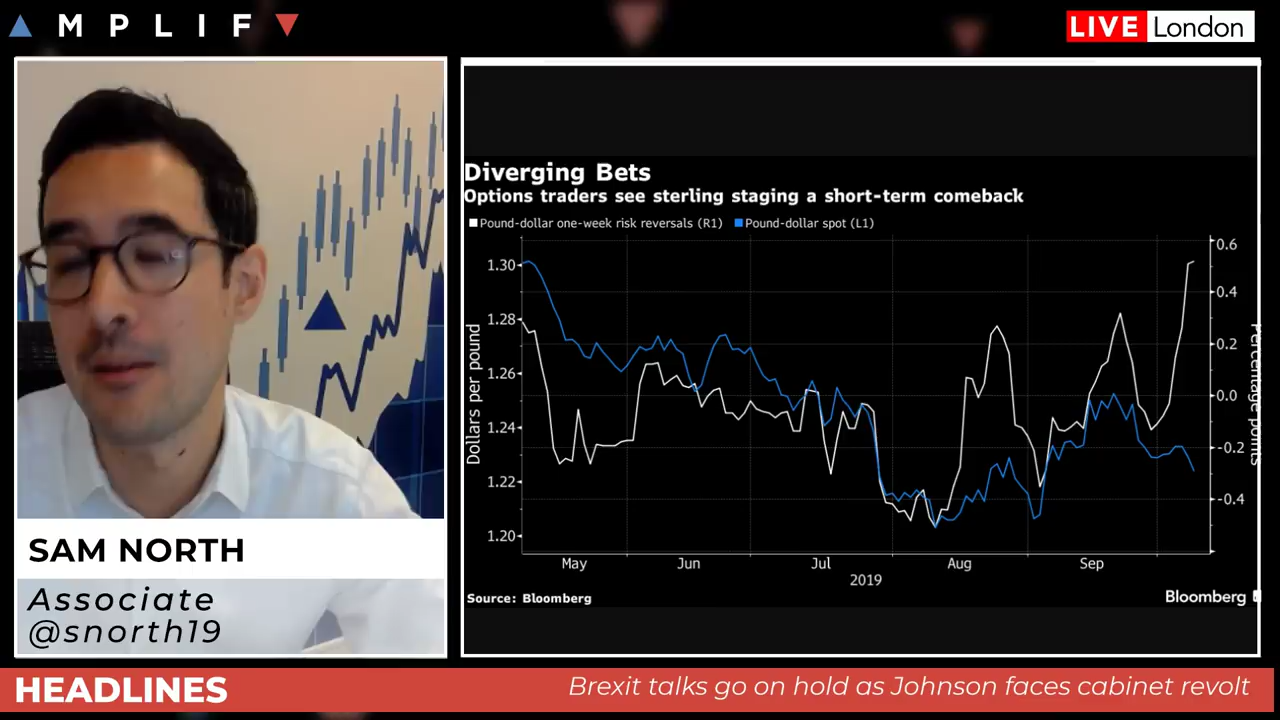 ▲ M P L I F ▼
LIVE London
Diverging Bets
Options traders see sterling staging a short-term comeback
Pound-dollar one-week risk reversals (R1) Pound-dollar spot (L1)
1.30
1.28
1.26
1.24
1.22
1.20
Dollars per pound
0.6
0.4
0.2
0.0
-0.2
-0.4
Percentage points
May Jun Jul Aug Sep
2019
Source: Bloomberg
Bloomberg
SAM NORTH
Associate
@snorth19
HEADLINES
Brexit talks go on hold as Johnson faces cabinet revolt